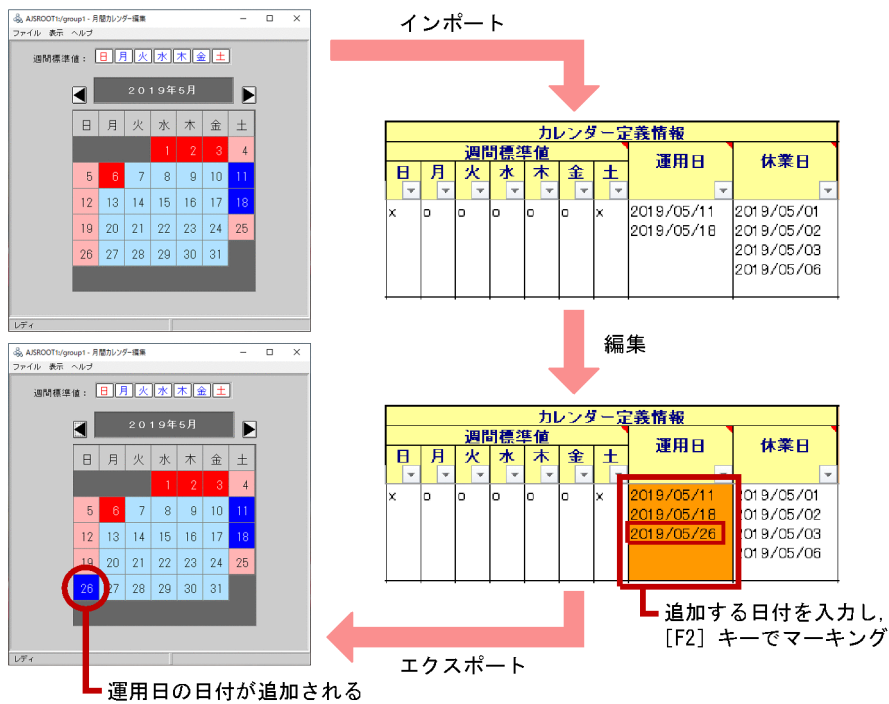 AJSROOT1:/group1 - 月間カレンダー編集
ファイル 表示 ヘルプ
週間標準値： 日 月 火 水 木 金 土
2019年5月
日 月 火 水 木 金 土
1 2 3 4
5 6 7 8 9 10 11
12 13 14 15 16 17 18
19 20 21 22 23 24 25
26 27 28 29 30 31
レディ
インポート
カレンダー定義情報
週間標準値 運用日 休業日
日 月 火 水 木 金 土
x o o o o o x 2019/05/11 2019/05/01
2019/05/18 2019/05/02
2019/05/03
2019/05/06
編集
カレンダー定義情報
週間標準値 運用日 休業日
日 月 火 水 木 金 土
x o o o o o x 2019/05/11 2019/05/01
2019/05/18 2019/05/02
2019/05/26 2019/05/03
2019/05/06
追加する日付を入力し,
[F2] キーでマーキング
エクスポート
AJSROOT1:/group1 - 月間カレンダー編集
ファイル 表示 ヘルプ
週間標準値： 日 月 火 水 木 金 土
2019年5月
日 月 火 水 木 金 土
1 2 3 4
5 6 7 8 9 10 11
12 13 14 15 16 17 18
19 20 21 22 23 24 25
26 27 28 29 30 31
レディ
運用日の日付が追加される